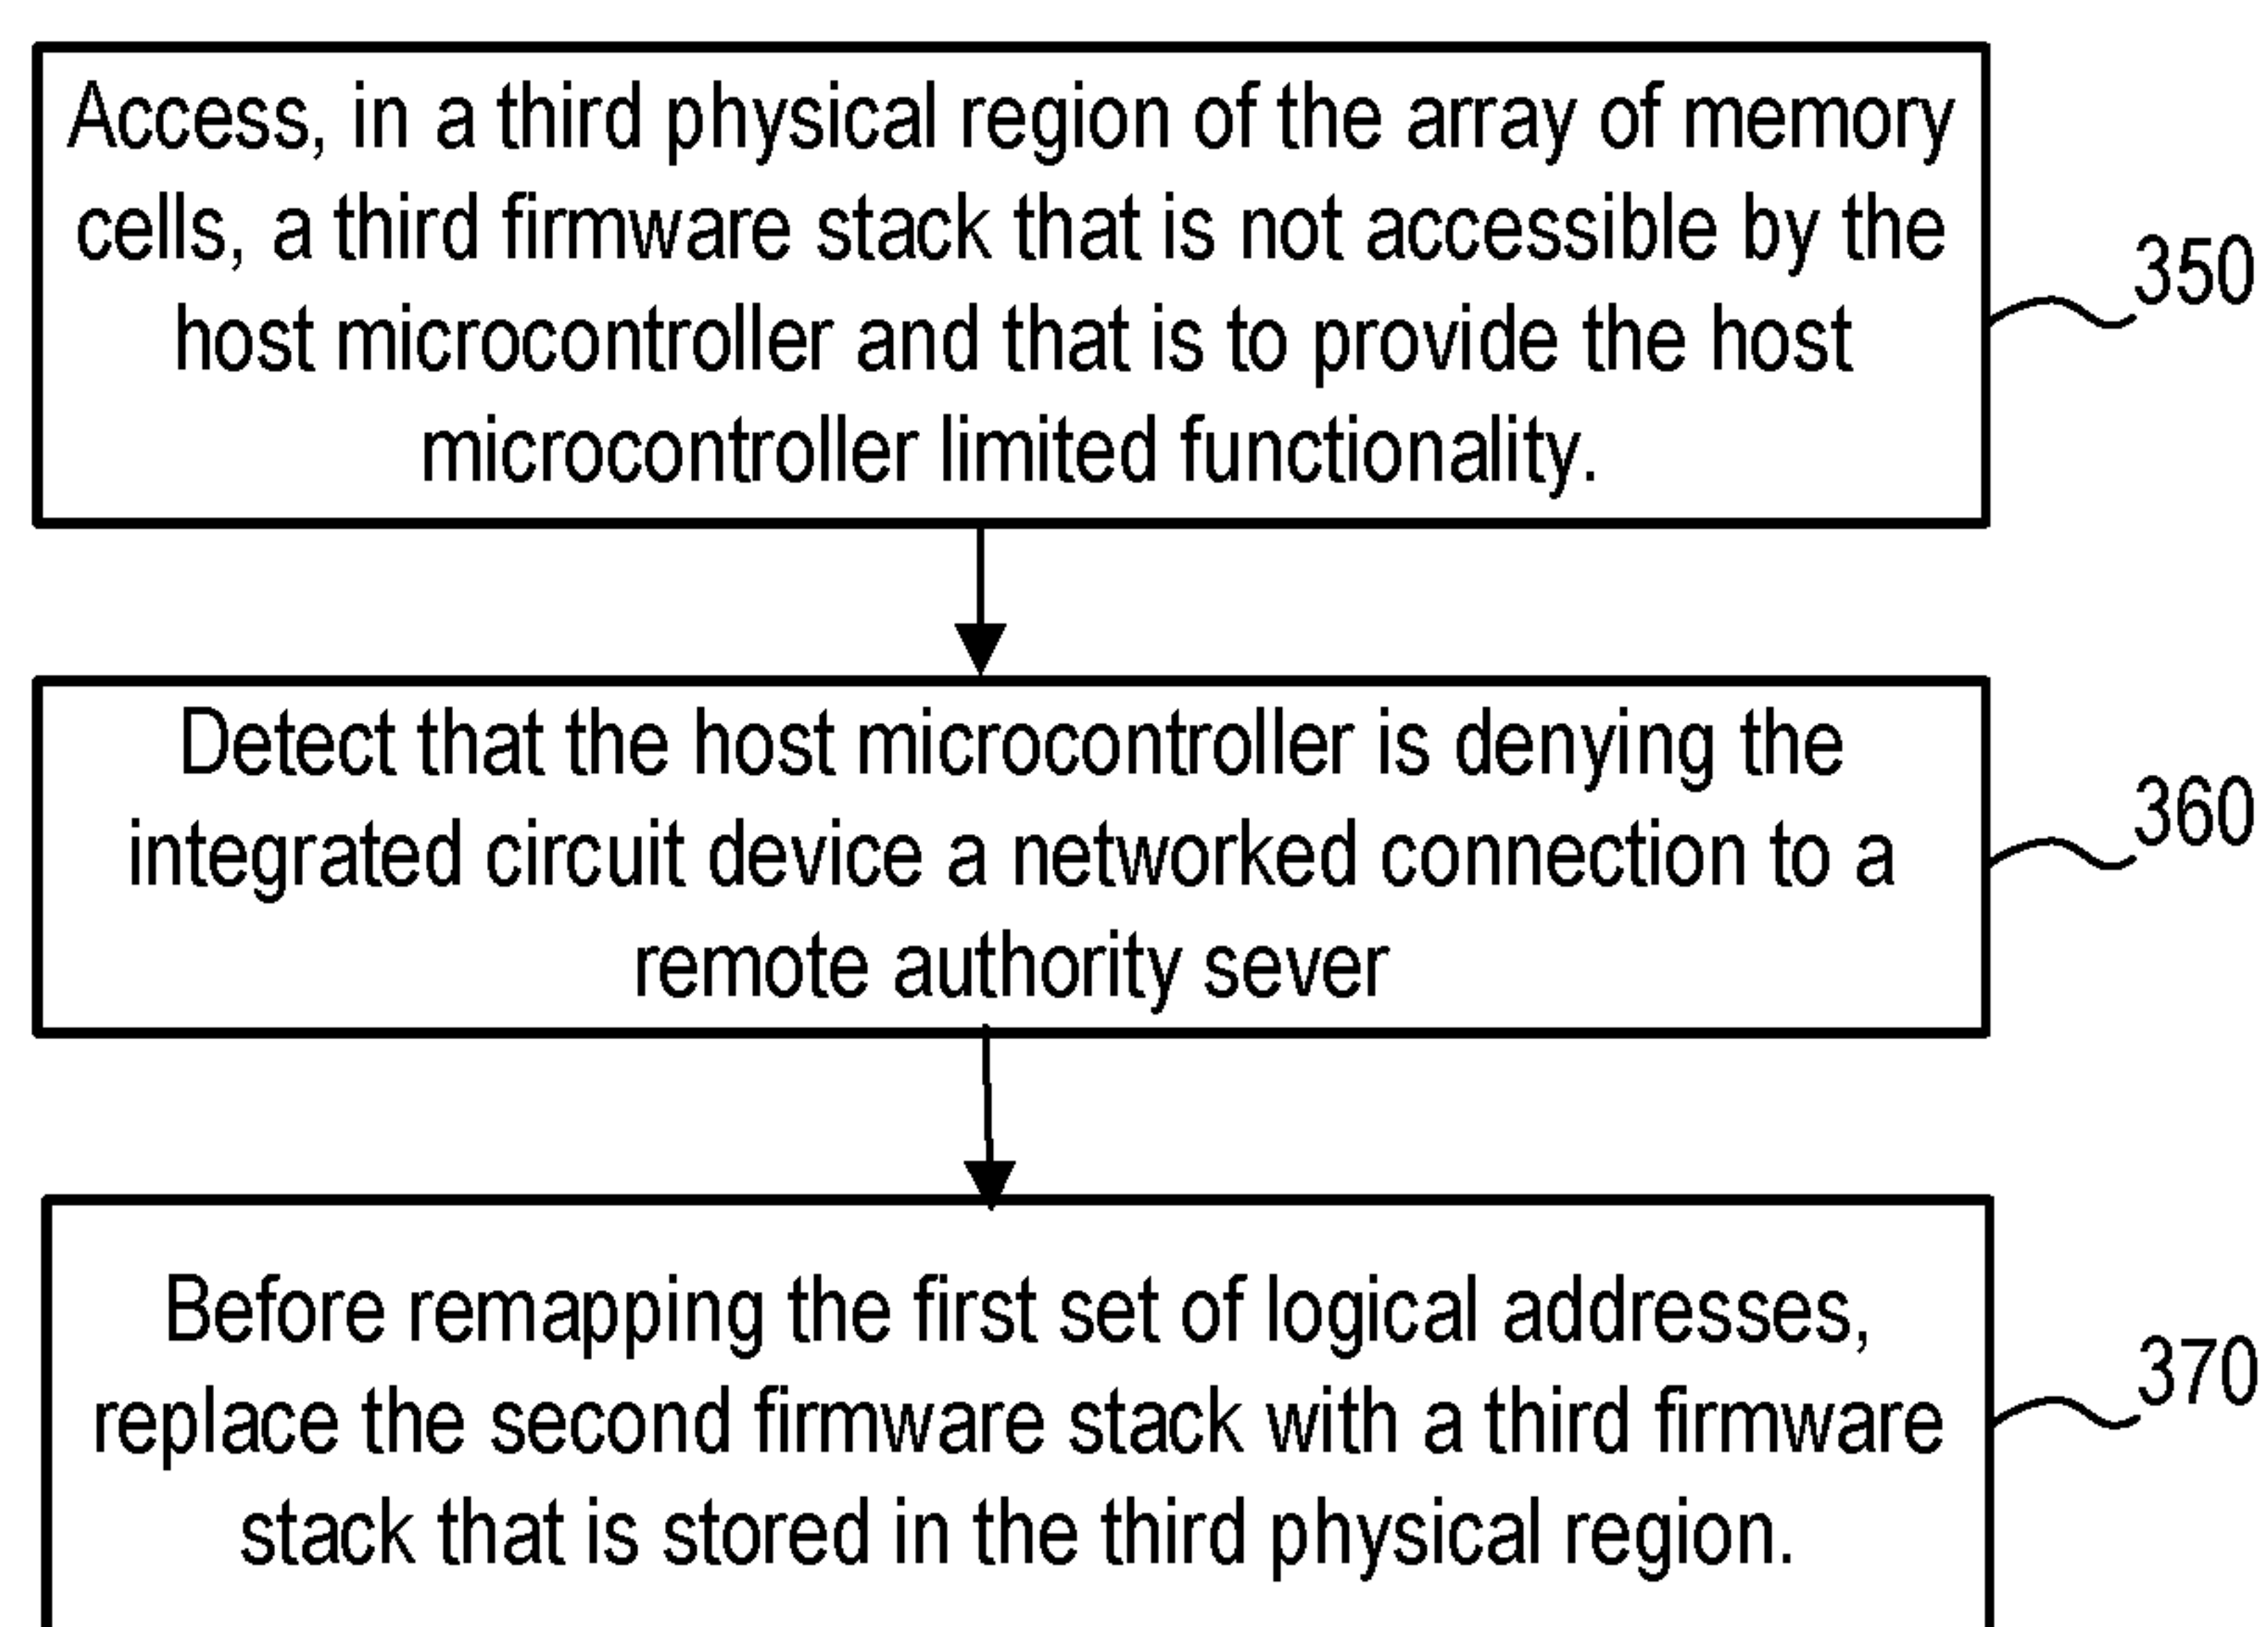 Access, in a third physical region of the array of memory
cells, a third firmware stack that is not accessible by the
host microcontroller and that is to provide the host
microcontroller limited functionality.
350
Detect that the host microcontroller is denying the
integrated circuit device a networked connection to a
remote authority sever
360
Before remapping the first set of logical addresses,
replace the second firmware stack with a third firmware
stack that is stored in the third physical region.
370